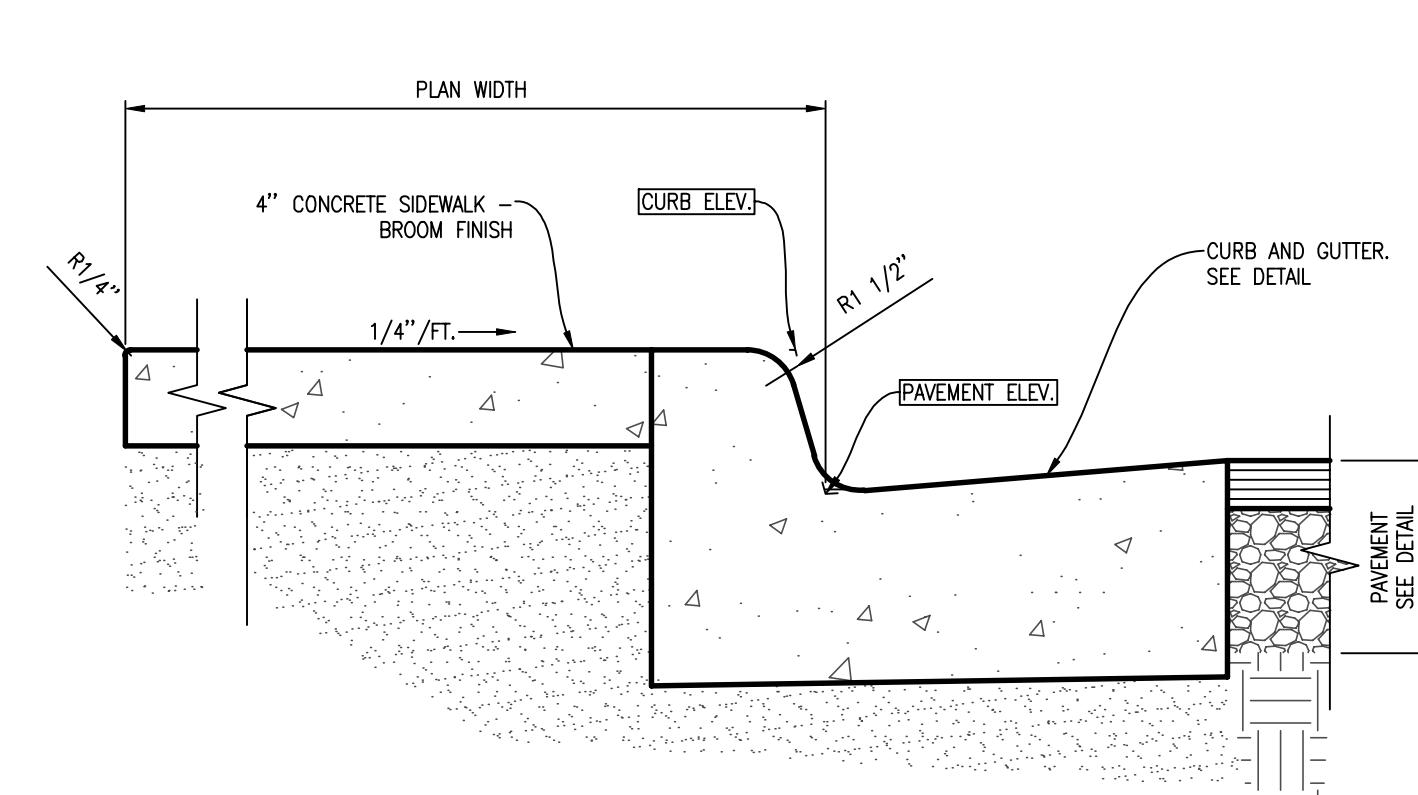 PLAN WIDTH
4" CONCRETE SIDEWALK –
BROOM FINISH
CURB ELEV.
R1/4"
R1 1/2"
CURB AND GUTTER.
SEE DETAIL
1/4"/FT.
PAVEMENT ELEV.
PAVEMENT
SEE DETAIL